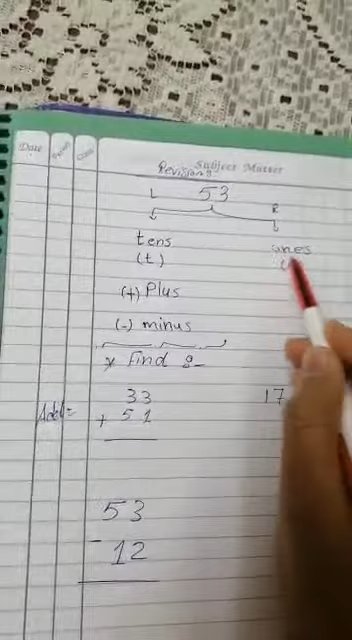 Date
Subject Matter
Revision:-
53
L R
tens ones
(t)
(+) Plus
(-) minus
* Find :-
Add=
33 17
+ 51
53
- 12